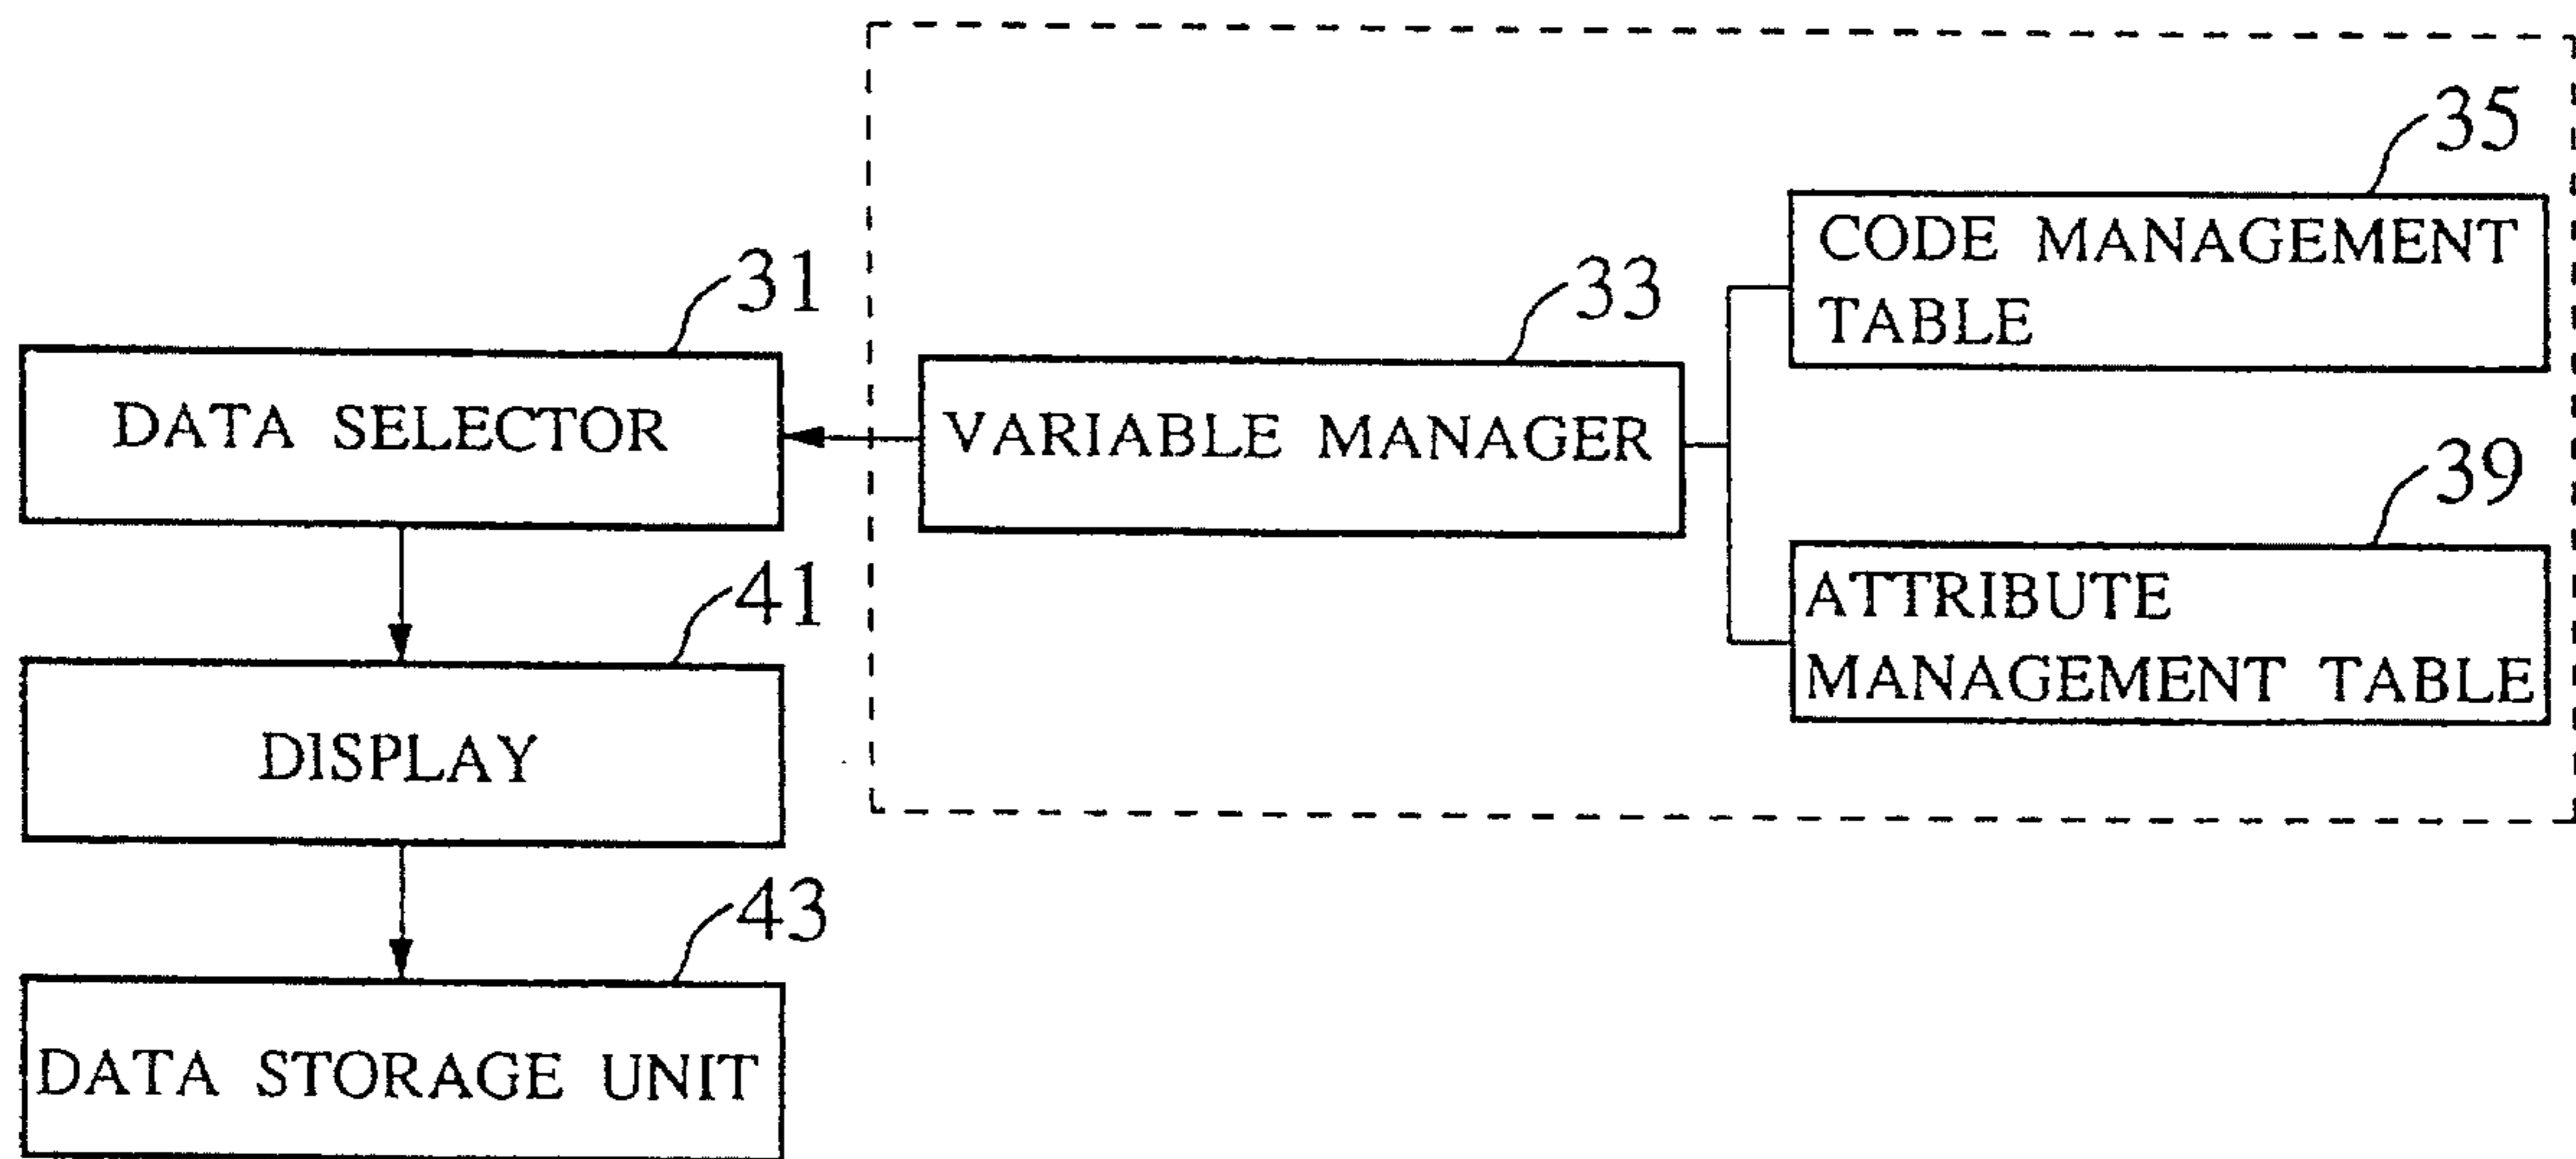 35
CODE MANAGEMENT
TABLE
31
33
DATA SELECTOR
VARIABLE MANAGER
39
ATTRIBUTE
MANAGEMENT TABLE
41
DISPLAY
43
DATA STORAGE UNIT